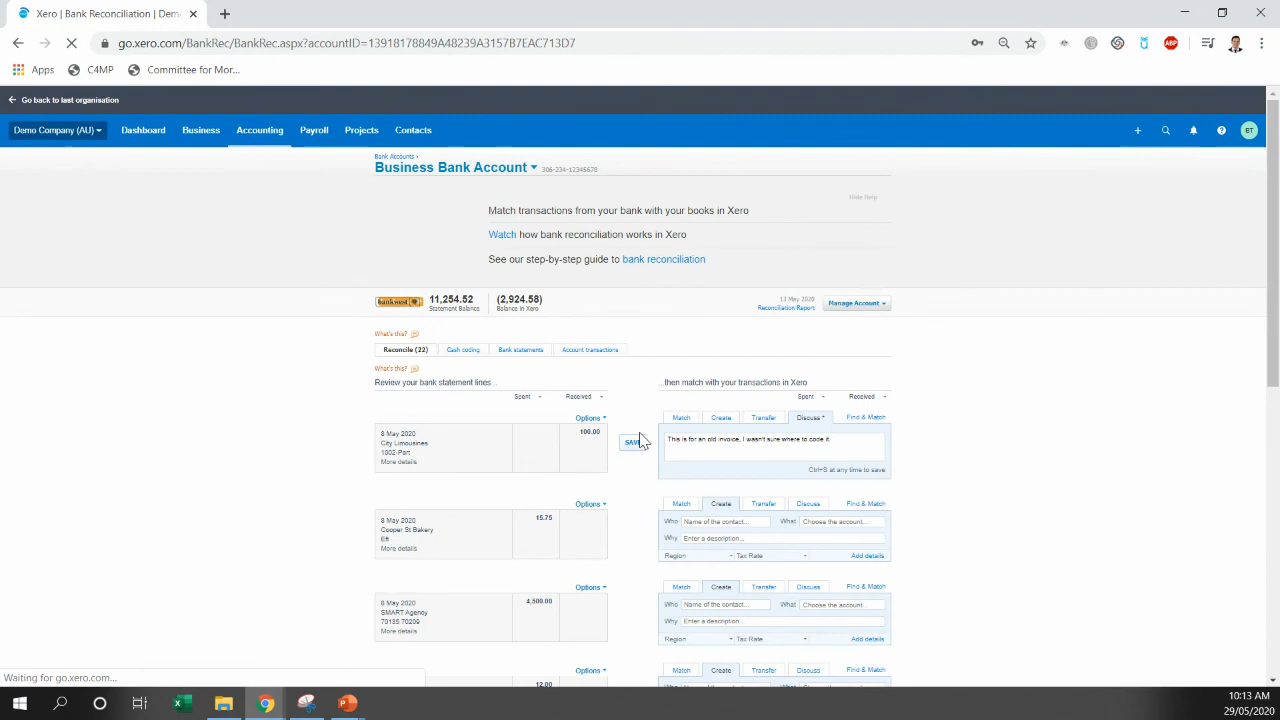 Xero | Bank Reconciliation | Demo
go.xero.com/BankRec/BankRec.aspx?accountID=13918178849A48239A3157B7EAC713D7
ABP
Apps C4MP Committee for Mor...
Go back to last organisation
Demo Company (AU) Dashboard Business Accounting Payroll Projects Contacts
BT
Bank Accounts ›
Business Bank Account 306-234-12345678
Hide Help
Match transactions from your bank with your books in Xero
Watch how bank reconciliation works in Xero
See our step-by-step guide to bank reconciliation
bankwest 11,254.52 (2,924.58) 13 May 2020 Manage Account
Statement Balance Balance in Xero Reconciliation Report
What's this?
Reconcile (22) Cash coding Bank statements Account transactions
What's this?
Review your bank statement lines... ...then match with your transactions in Xero
Spent Received Spent Received
Options Match Create Transfer Discuss * Find & Match
8 May 2020 100.00
City Limousines SAVE This is for an old invoice, I wasn't sure where to code it.
1002-Part
More details Ctrl+S at any time to save
Options Match Create Transfer Discuss Find & Match
8 May 2020 15.75 Who Name of the contact... What Choose the account...
Cooper St Bakery
Eft Why Enter a description...
More details Region Tax Rate Add details
Options Match Create Transfer Discuss Find & Match
8 May 2020 4,500.00 Who Name of the contact... What Choose the account...
SMART Agency
70135 70209 Why Enter a description...
More details Region Tax Rate Add details
Options Match Create Transfer Discuss Find & Match
12.00
Waiting for go.xero.com...
10:13 AM
29/05/2020